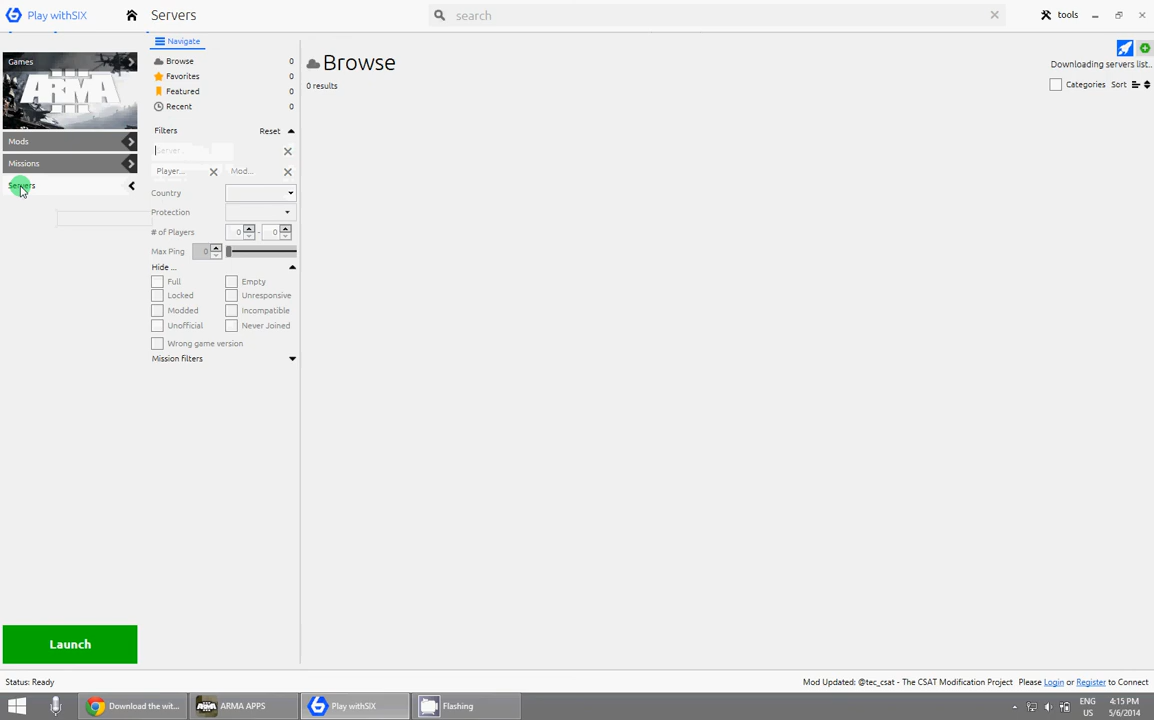 Play withSIX
Servers
search
tools
Navigate
Games
Browse 0
Favorites 0
Featured 0
Recent 0
Browse
0 results
Downloading servers list..
Categories Sort
ARMA III
Mods
Missions
Servers
Filters Reset
Server...
Player... Mod...
Country
Protection
# of Players 0 - 0
Max Ping 0
Hide ...
Full Empty
Locked Unresponsive
Modded Incompatible
Unofficial Never Joined
Wrong game version
Mission filters
Launch
Status: Ready
Mod Updated: @tec_csat - The CSAT Modification Project Please Login or Register to Connect
Download the wit...
ARMA APPS
Play withSIX
Flashing
ENG
US
4:15 PM
5/6/2014